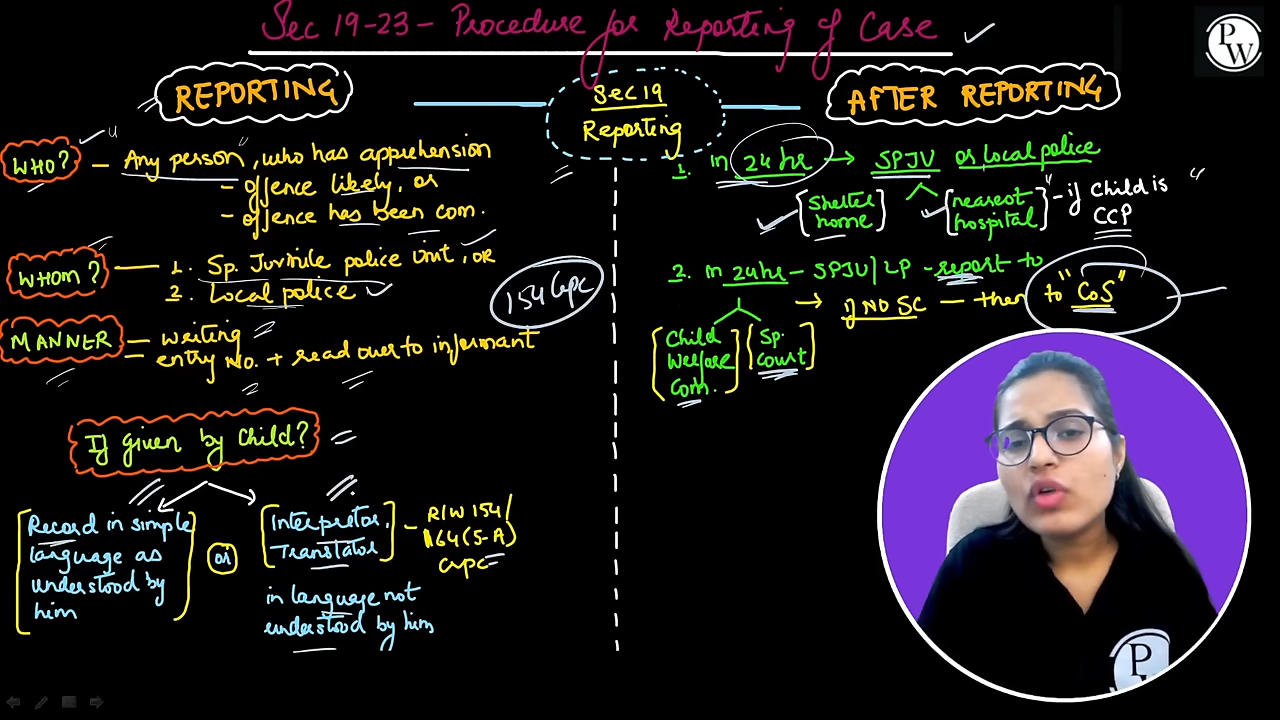 Sec 19-23 - Procedure for Reporting of Case
PW
REPORTING
Sec 19
Reporting
AFTER REPORTING
WHO? - "Any person", who has apprehension
- offence likely, or
- offence has been com.
WHOM? - 1. Sp. Juvinile police Unit, OR
2. Local police
154 Crpc
MANNER - writing
- entry No. + read over to informant
If given by child?
[Record in simple
language as
understood by
him]
or
[Interpretor,
Translator] - R/W 154/
164(5-A)
crpc
in language not
understood by him
1. In 24 hr → SPJU or local police
[Shelter
home]
[nearest
hospital] - "if Child is
CCP"
2. In 24 hr - SPJU/LP - report to
→ if NO SC - then to "CoS"
[Child
Welfare
Com.]
[Sp.
Court]
PW